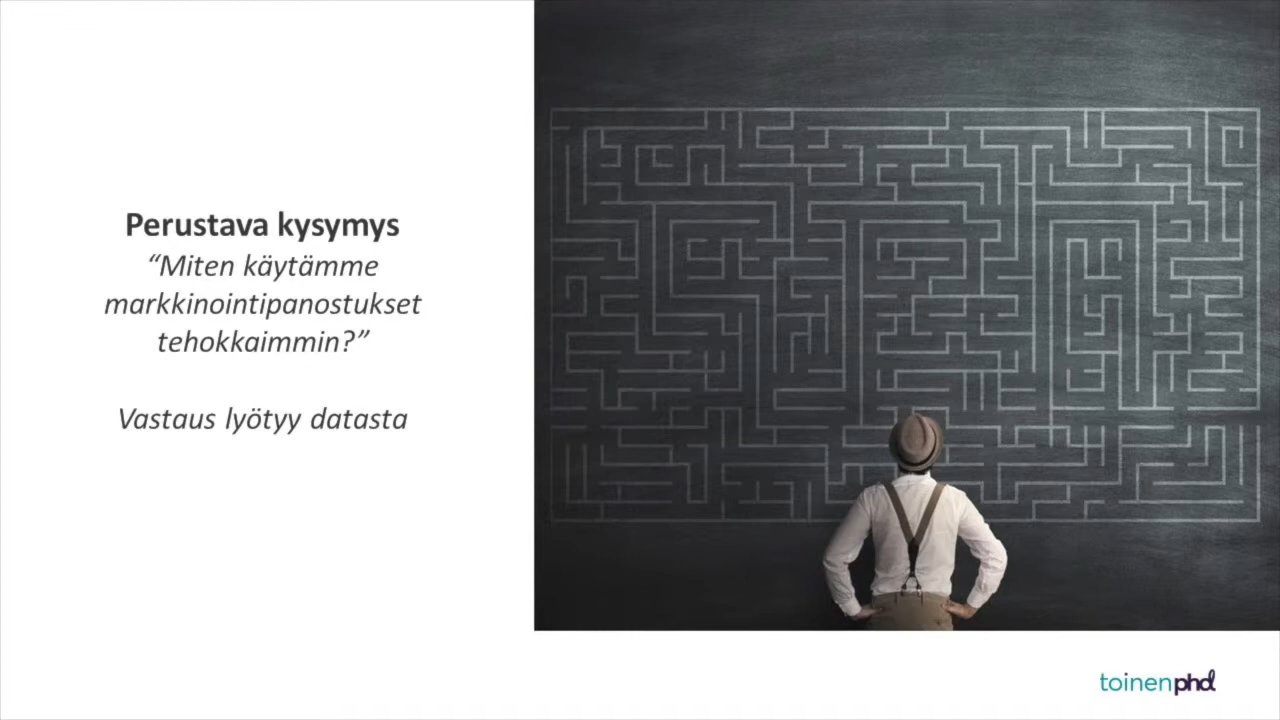 Perustava kysymys
“Miten käytämme
markkinointipanostukset
tehokkaimmin?”
Vastaus lyötyy datasta
toinenphd